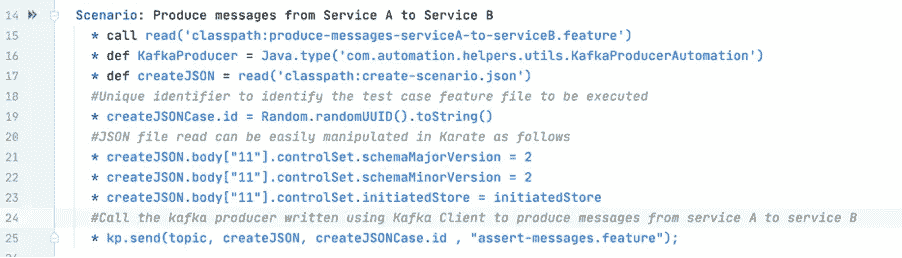 14 Scenario: Produce messages from Service A to Service B
15 * call read('classpath:produce-messages-serviceA-to-serviceB.feature')
16 * def KafkaProducer = Java.type('com.automation.helpers.utils.KafkaProducerAutomation')
17 * def createJSON = read('classpath:create-scenario.json')
18 #Unique identifier to identify the test case feature file to be executed
19 * createJSONCase.id = Random.randomUUID().toString()
20 #JSON file read can be easily manipulated in Karate as follows
21 * createJSON.body["11"].controlSet.schemaMajorVersion = 2
22 * createJSON.body["11"].controlSet.schemaMinorVersion = 2
23 * createJSON.body["11"].controlSet.initiatedStore = initiatedStore
24 #Call the kafka producer written using Kafka Client to produce messages from service A to service B
25 * kp.send(topic, createJSON, createJSONCase.id , "assert-messages.feature");